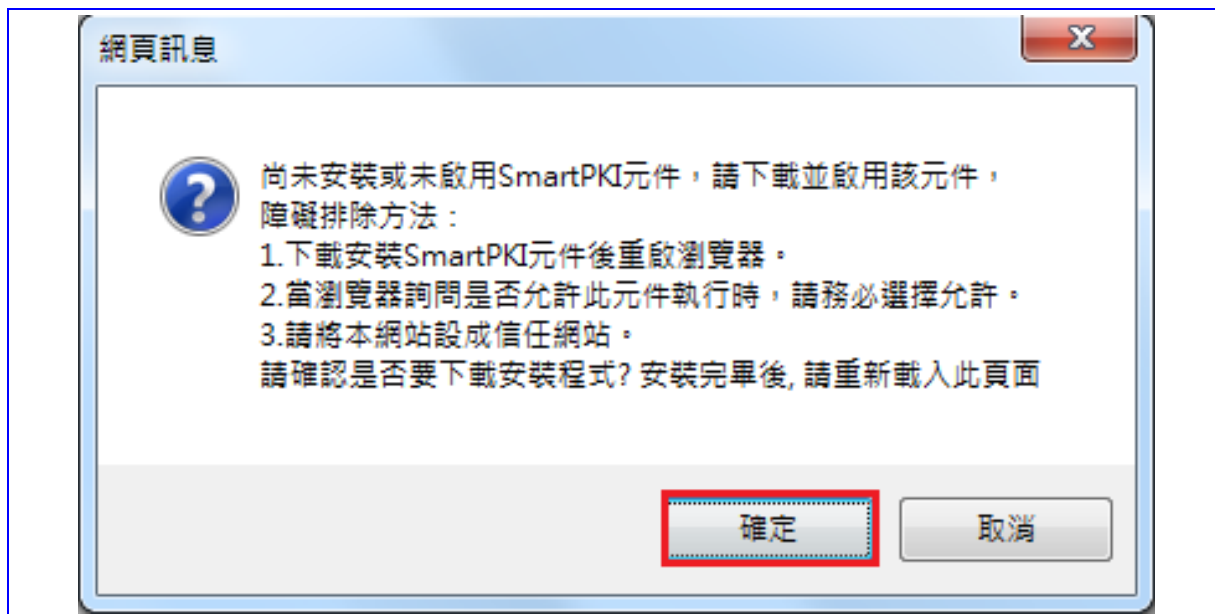 網頁訊息
尚未安裝或未啟用SmartPKI元件，請下載並啟用該元件，
障礙排除方法：
1.下載安裝SmartPKI元件後重啟瀏覽器。
2.當瀏覽器詢問是否允許此元件執行時，請務必選擇允許。
3.請將本網站設成信任網站。
請確認是否要下載安裝程式? 安裝完畢後, 請重新載入此頁面
確定
取消